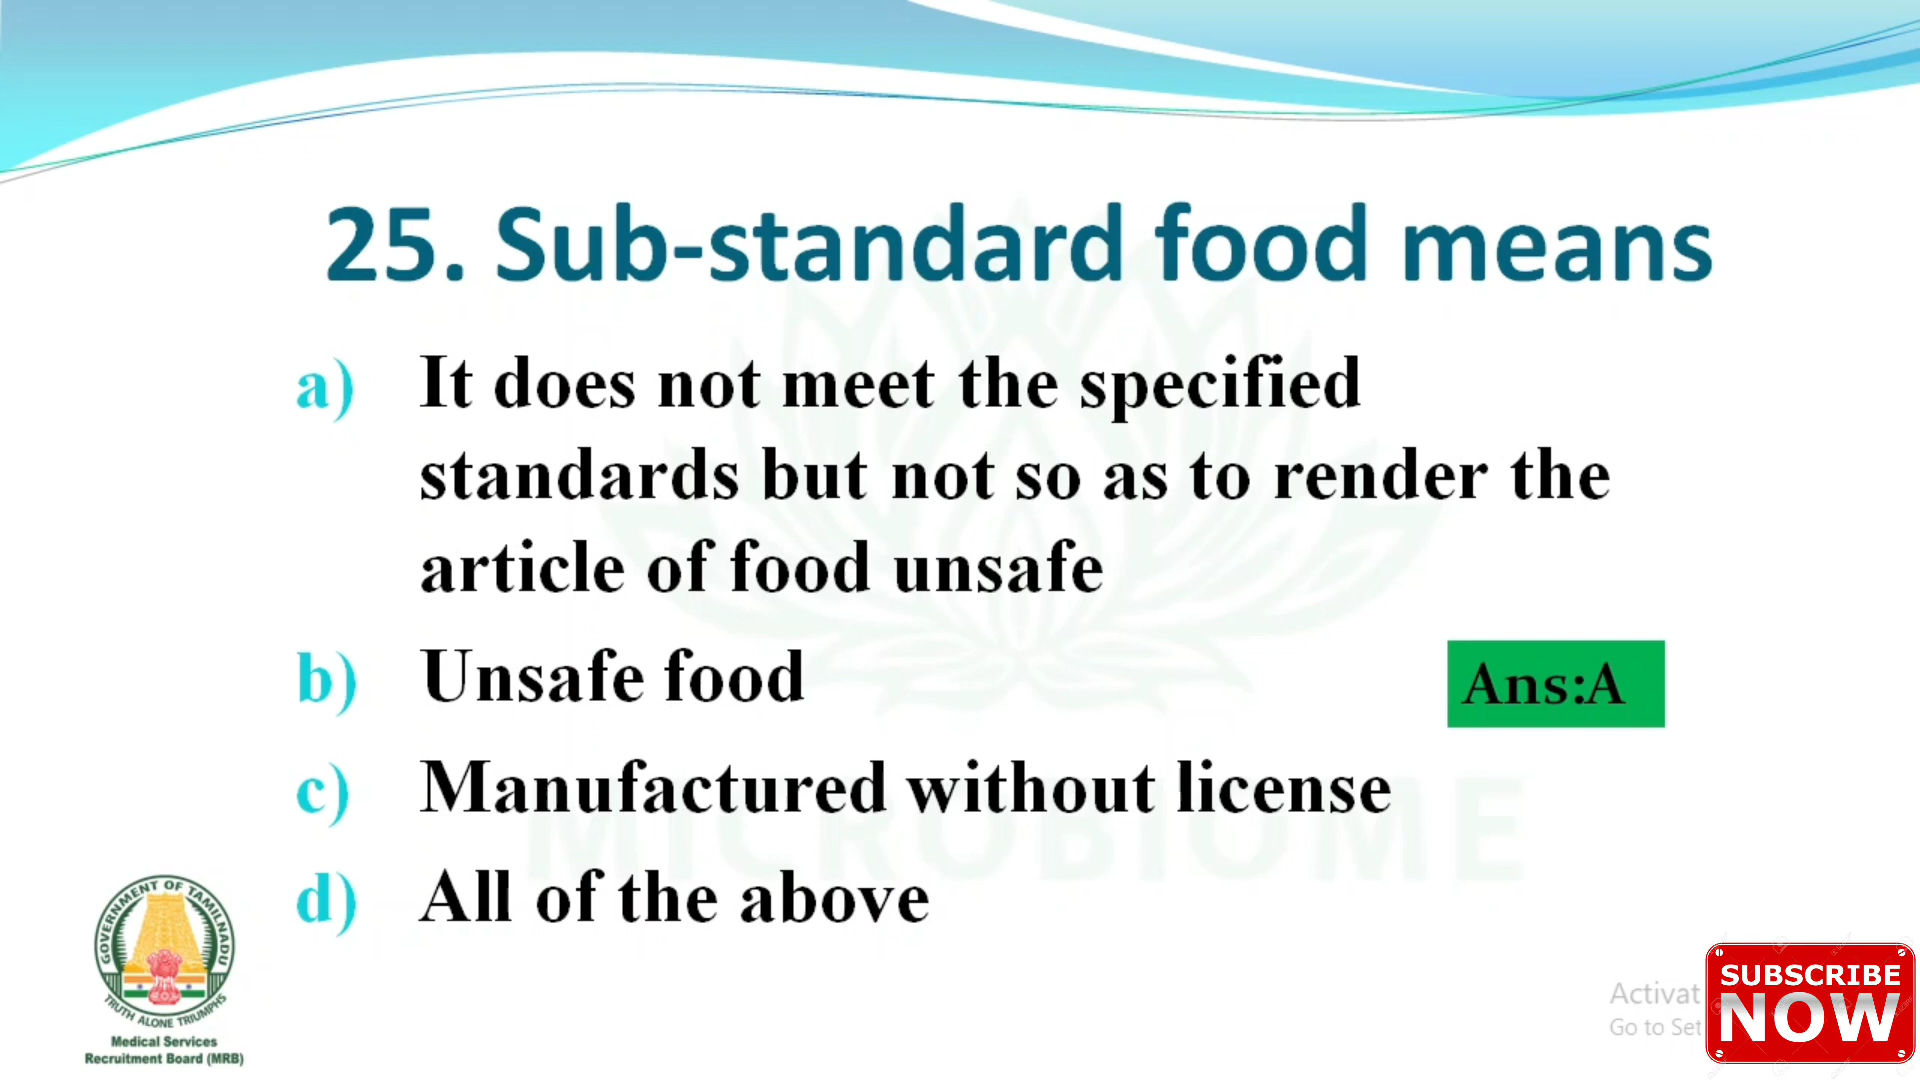 25. Sub-standard food means
a) It does not meet the specified
standards but not so as to render the
article of food unsafe
b) Unsafe food
Ans:A
c) Manufactured without license
MICROBIOME
d) All of the above
GOVERNMENT OF TAMILNADU
TRUTH ALONE TRIUMPHS
Medical Services
Recruitment Board (MRB)
Activat
Go to Set
SUBSCRIBE
NOW